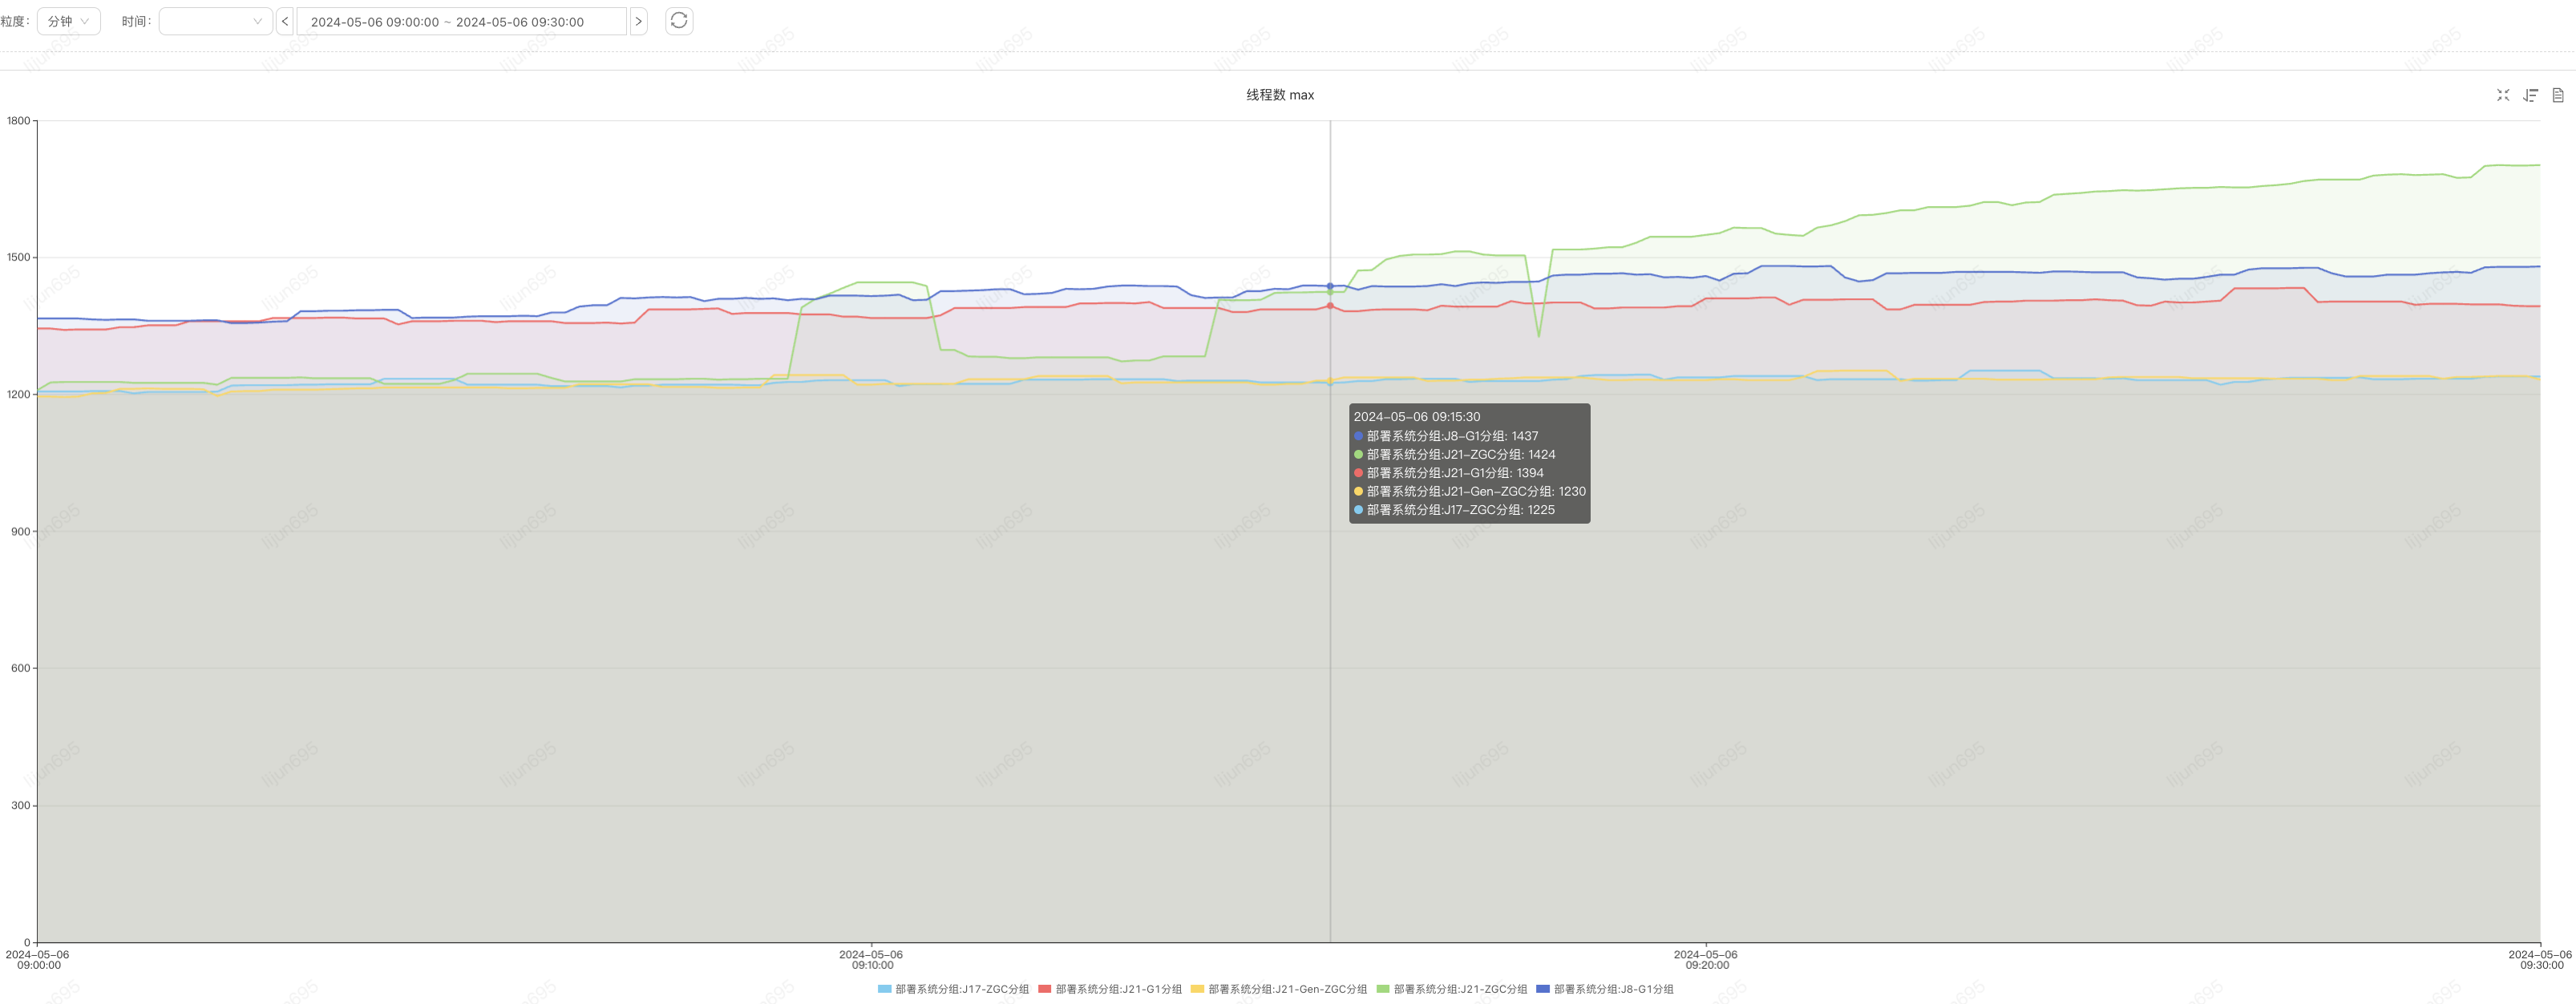 粒度: 分钟 时间: 2024-05-06 09:00:00 ~ 2024-05-06 09:30:00
线程数 max
1800
1500
1200
900
600
300
0
2024-05-06 09:15:30
部署系统分组:J8-G1分组: 1437
部署系统分组:J21-ZGC分组: 1424
部署系统分组:J21-G1分组: 1394
部署系统分组:J21-Gen-ZGC分组: 1230
部署系统分组:J17-ZGC分组: 1225
2024-05-06 2024-05-06 2024-05-06 2024-05-06
09:00:00 09:10:00 09:20:00 09:30:00
部署系统分组:J17-ZGC分组 部署系统分组:J21-G1分组 部署系统分组:J21-Gen-ZGC分组 部署系统分组:J21-ZGC分组 部署系统分组:J8-G1分组